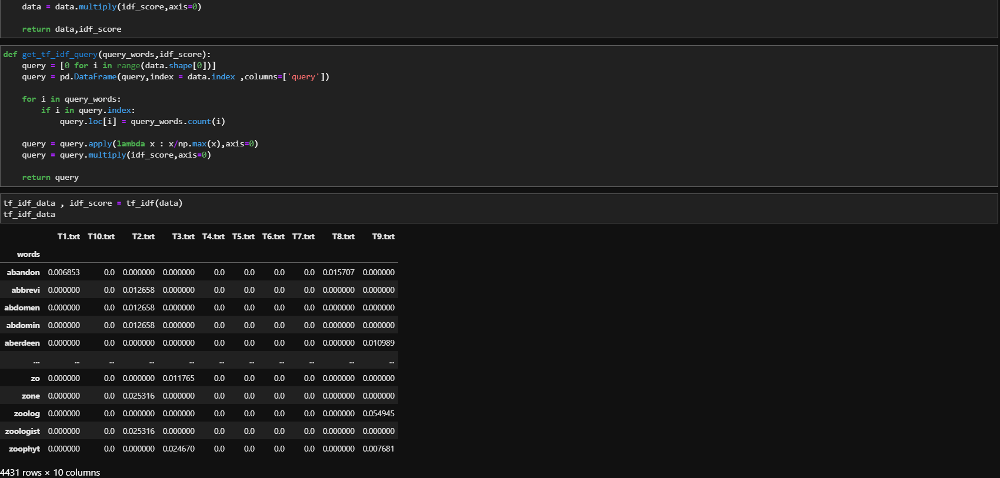 data = data.multiply(idf_score,axis=0)
return data,idf_score
def get_tf_idf_query(query_words,idf_score):
query = [0 for i in range(data.shape[0])]
query = pd.DataFrame(query,index = data.index ,columns=['query'])
for i in query_words:
if i in query.index:
query.loc[i] = query_words.count(i)
query = query.apply(lambda x : x/np.max(x),axis=0)
query = query.multiply(idf_score,axis=0)
return query
tf_idf_data , idf_score = tf_idf(data)
tf_idf_data
T1.txt T10.txt T2.txt T3.txt T4.txt T5.txt T6.txt T7.txt T8.txt T9.txt
words
abandon 0.006853 0.0 0.000000 0.000000 0.0 0.0 0.0 0.0 0.015707 0.000000
abbrevi 0.000000 0.0 0.012658 0.000000 0.0 0.0 0.0 0.0 0.000000 0.000000
abdomen 0.000000 0.0 0.012658 0.000000 0.0 0.0 0.0 0.0 0.000000 0.000000
abdomin 0.000000 0.0 0.012658 0.000000 0.0 0.0 0.0 0.0 0.000000 0.000000
aberdeen 0.000000 0.0 0.000000 0.000000 0.0 0.0 0.0 0.0 0.000000 0.010989
... ... ... ... ... ... ... ... ... ... ...
zo 0.000000 0.0 0.000000 0.011765 0.0 0.0 0.0 0.0 0.000000 0.000000
zone 0.000000 0.0 0.025316 0.000000 0.0 0.0 0.0 0.0 0.000000 0.000000
zoolog 0.000000 0.0 0.000000 0.000000 0.0 0.0 0.0 0.0 0.000000 0.054945
zoologist 0.000000 0.0 0.025316 0.000000 0.0 0.0 0.0 0.0 0.000000 0.000000
zoophyt 0.000000 0.0 0.000000 0.024670 0.0 0.0 0.0 0.0 0.000000 0.007681
4431 rows × 10 columns